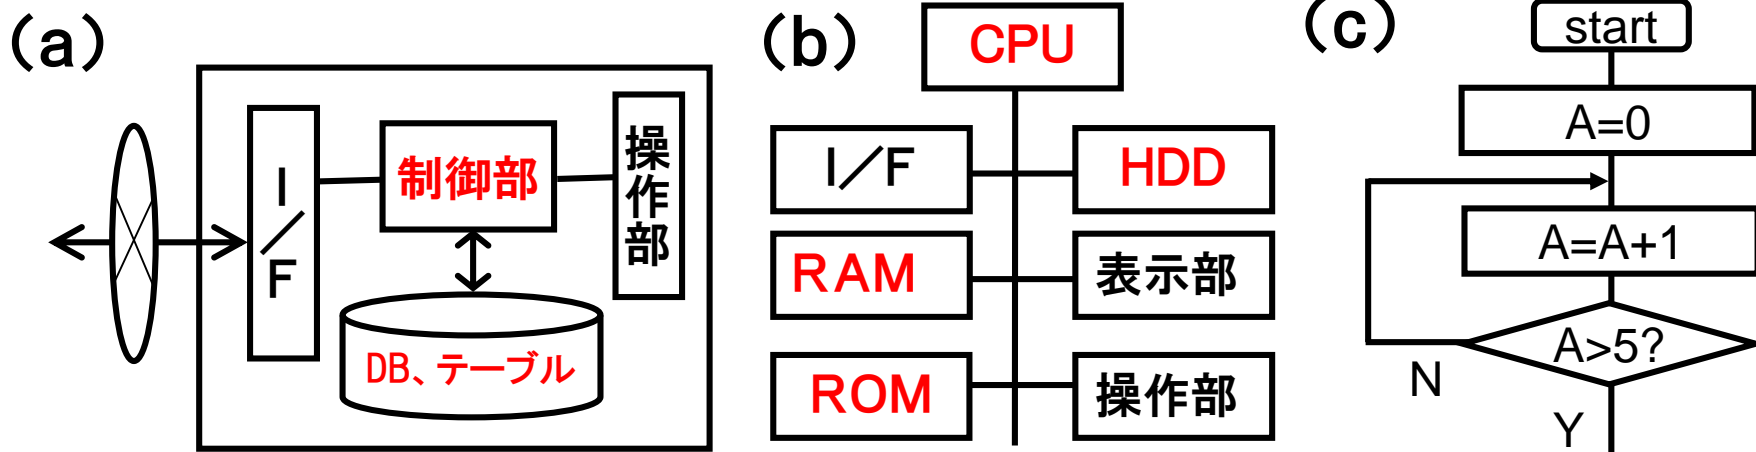 (a)
I／F
制御部
操作部
DB、テーブル
(b)
CPU
I／F
HDD
RAM
表示部
ROM
操作部
(c)
start
A=0
A=A+1
A>5?
N
Y